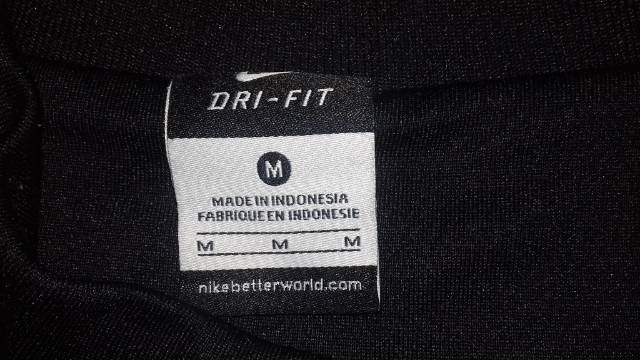 DRI-FIT
M
MADE IN INDONESIA
FABRIQUE EN INDONESIE
M M M
nikebetterworld.com